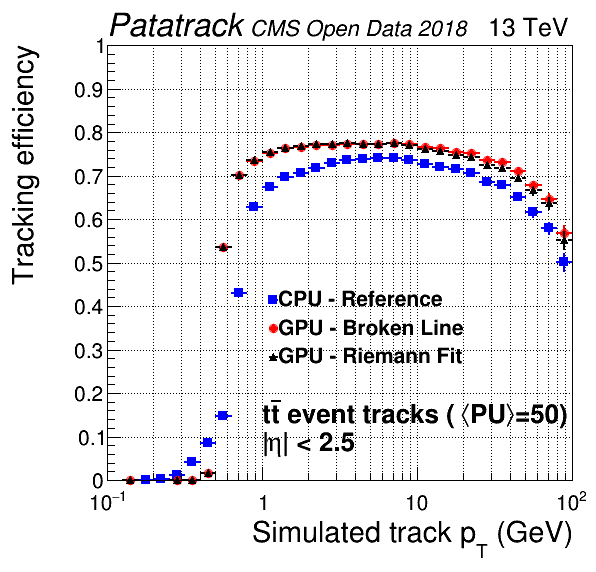 Patatrack CMS Open Data 2018 13 TeV
Tracking efficiency
1
0.9
0.8
0.7
0.6
0.5
0.4
0.3
0.2
0.1
0
CPU - Reference
GPU - Broken Line
GPU - Riemann Fit
tt̄ event tracks ( ⟨PU⟩=50)
|η| < 2.5
10⁻¹ 1 10 10²
Simulated track p_T (GeV)